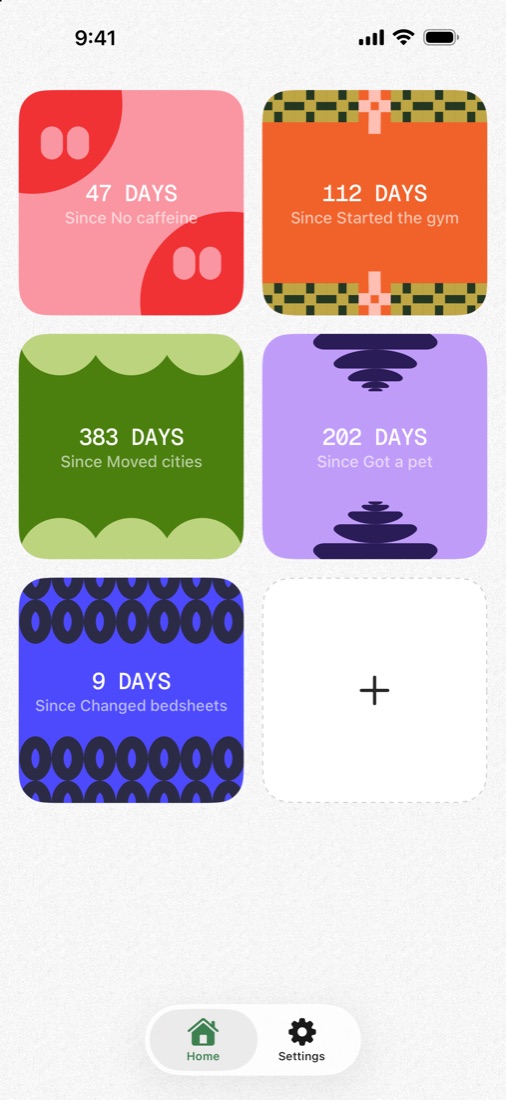 9:41
47 DAYS
Since No caffeine
112 DAYS
Since Started the gym
383 DAYS
Since Moved cities
202 DAYS
Since Got a pet
9 DAYS
Since Changed bedsheets
Home
Settings